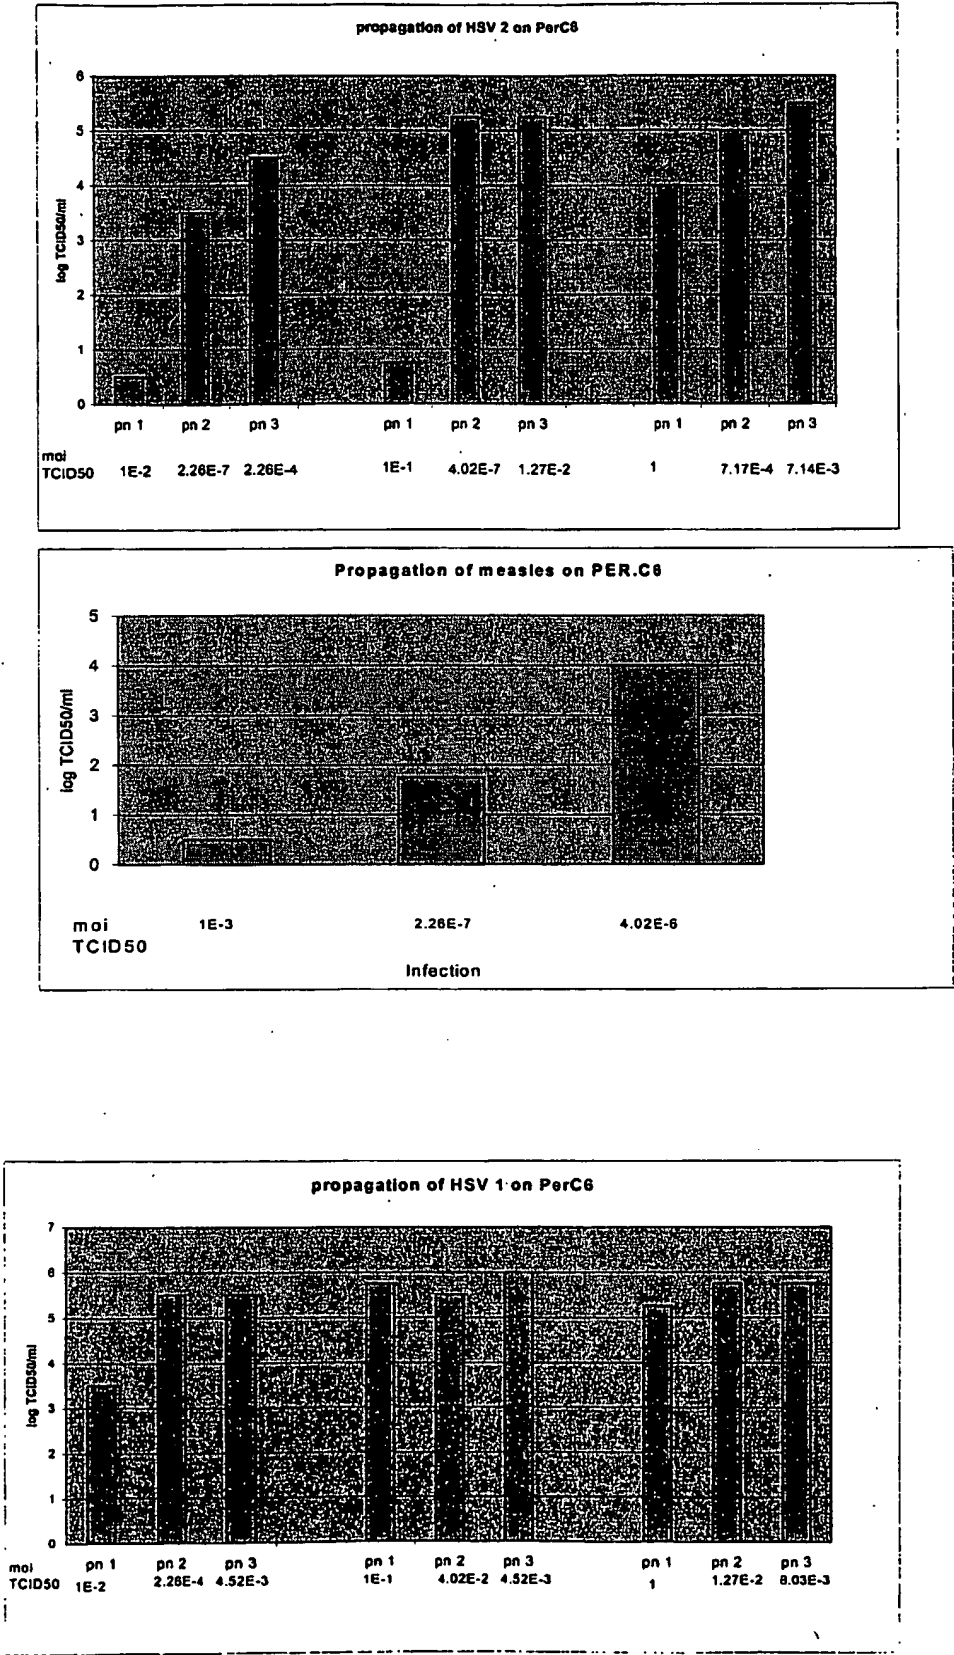 propagation of HSV 2 on PerC6
6
5
4
3
2
1
0
log TCID50/ml
pn 1 pn 2 pn 3 pn 1 pn 2 pn 3 pn 1 pn 2 pn 3
moi
TCID50 1E-2 2.26E-7 2.26E-4 1E-1 4.02E-7 1.27E-2 1 7.17E-4 7.14E-3
Propagation of measles on PER.C6
5
4
3
2
1
0
log TCID50/ml
moi 1E-3 2.26E-7 4.02E-6
TCID50
Infection
propagation of HSV 1 on PerC6
7
6
5
4
3
2
1
0
log TCID50/ml
moi pn 1 pn 2 pn 3 pn 1 pn 2 pn 3 pn 1 pn 2 pn 3
TCID50 1E-2 2.26E-4 4.52E-3 1E-1 4.02E-2 4.52E-3 1 1.27E-2 8.03E-3